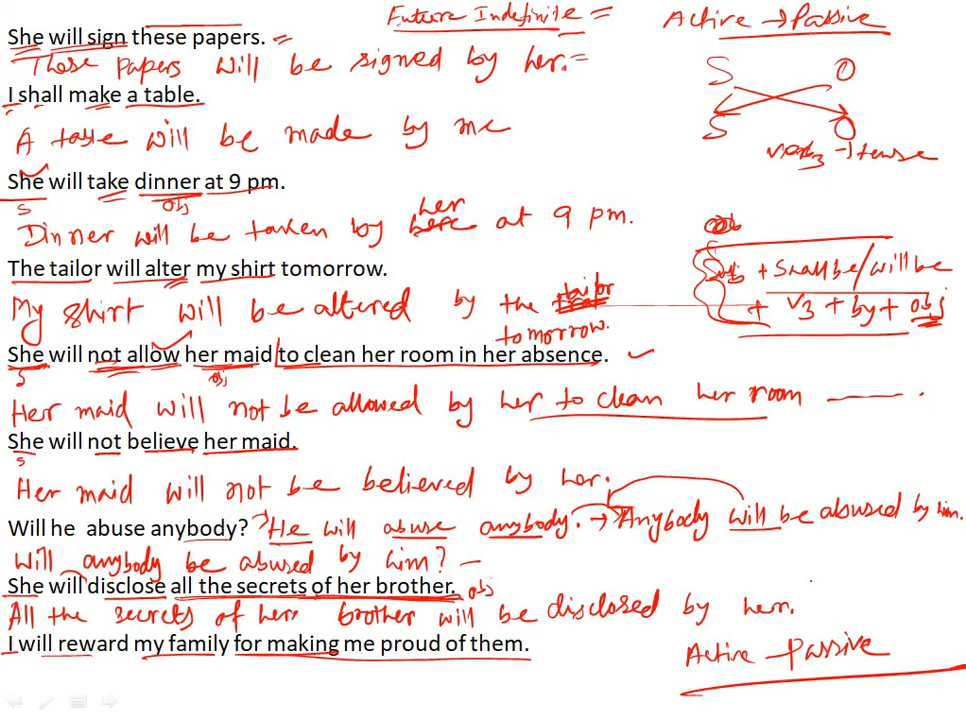 Future Indefinite =
Active → Passive
She will sign these papers. =
These papers will be signed by her. =
S O
S O
verb → tense
I shall make a table.
A table will be made by me
She will take dinner at 9 pm.
S obj
Dinner will be taken by her at 9 pm.
obj + shall be/will be
+ V3 + by + obj
The tailor will alter my shirt tomorrow.
My shirt will be altered by the tailor
tomorrow.
She will not allow her maid to clean her room in her absence.
S obj
Her maid will not be allowed by her to clean her room ——— .
She will not believe her maid.
S
Her maid will not be believed by her.
Will he abuse anybody? → He will abuse anybody. → Anybody will be abused by him.
Will anybody be abused by him? –
She will disclose all the secrets of her brother. obj
All the secrets of her brother will be disclosed by her.
I will reward my family for making me proud of them.
Active – Passive